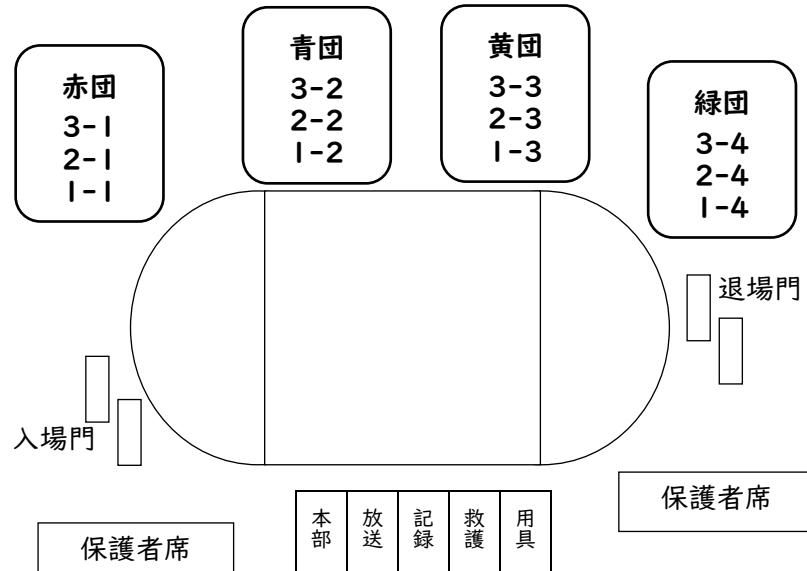 赤団
3-1
2-1
1-1
青団
3-2
2-2
1-2
黄団
3-3
2-3
1-3
緑団
3-4
2-4
1-4
退場門
入場門
保護者席
本部
放送
記録
救護
用具
保護者席